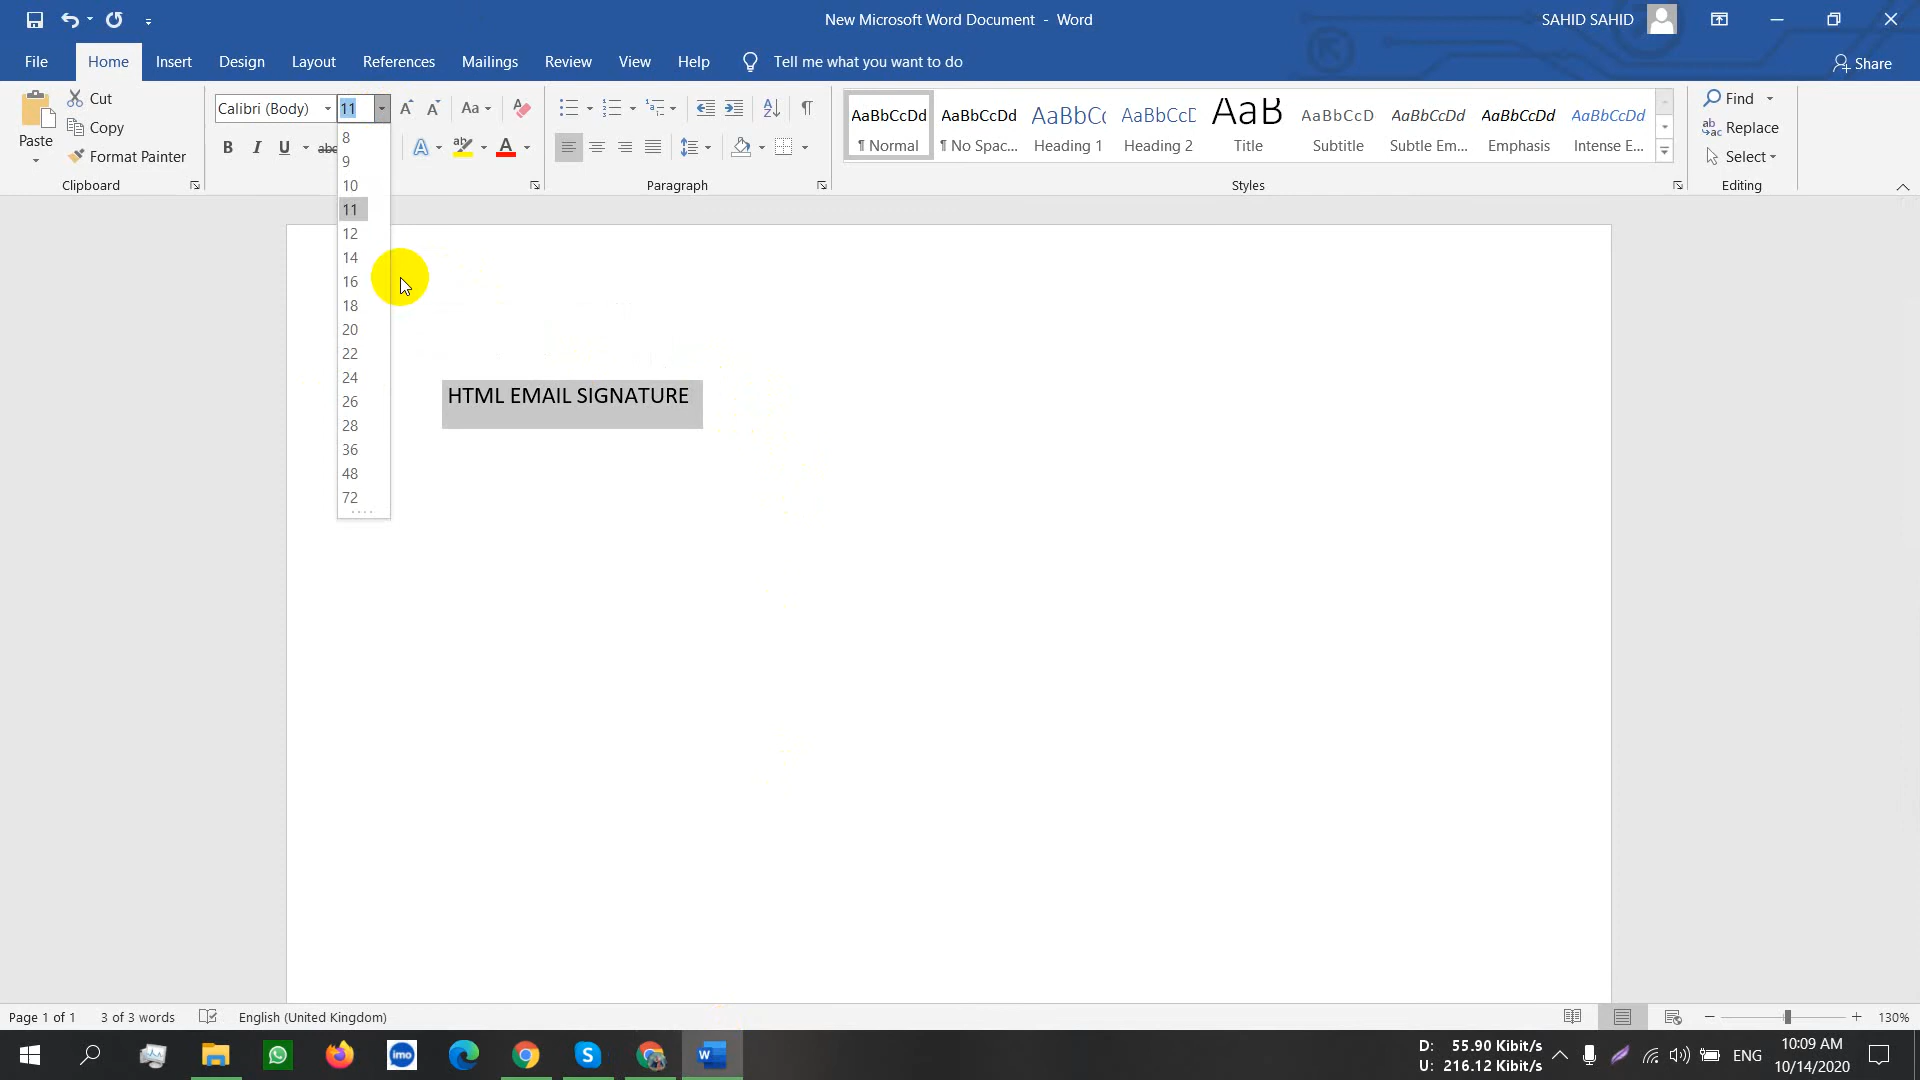 New Microsoft Word Document - Word
SAHID SAHID
File Home Insert Design Layout References Mailings Review View Help Tell me what you want to do
Share
Paste
Cut
Copy
Format Painter
Clipboard
Calibri (Body) 11
Aa
B I U abc
A ab A
8
9
10
11
12
14
16
18
20
22
24
26
28
36
48
72
Paragraph
AaBbCcDd AaBbCcDd AaBbCc AaBbCcD AaB AaBbCcD AaBbCcDd AaBbCcDd AaBbCcDd
¶ Normal ¶ No Spac... Heading 1 Heading 2 Title Subtitle Subtle Em... Emphasis Intense E...
Styles
Find
Replace
Select
Editing
HTML EMAIL SIGNATURE
Page 1 of 1 3 of 3 words English (United Kingdom)
130%
imo
D: 55.90 Kibit/s
U: 216.12 Kibit/s
ENG
10:09 AM
10/14/2020